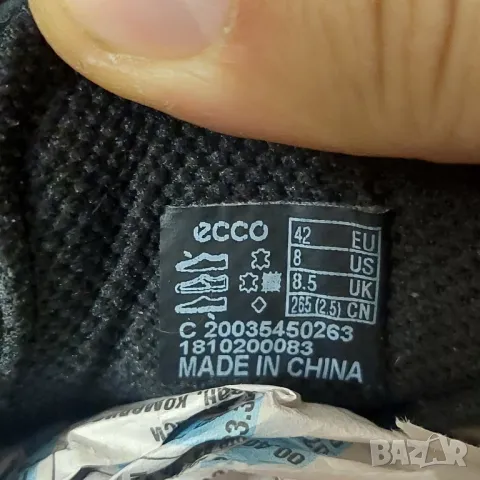 ecco
42 EU
8 US
8.5 UK
265 (2.5) CN
C 20035450263
1810200083
MADE IN CHINA
BAZAR